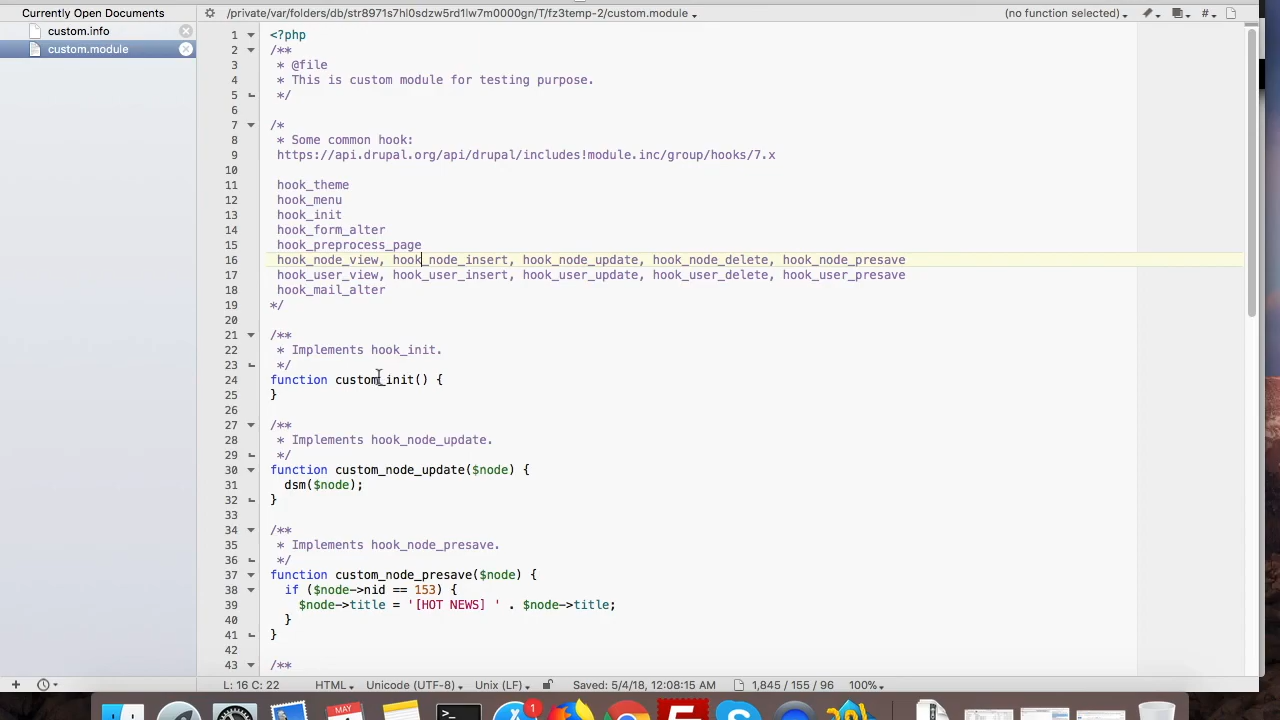 Currently Open Documents
/private/var/folders/db/str8971s7hl0sdzw5rd1lw7m0000gn/T/fz3temp-2/custom.module
(no function selected)
#
custom.info
custom.module
1 <?php
2 /**
3  * @file
4  * This is custom module for testing purpose.
5  */
6
7 /*
8  * Some common hook:
9  https://api.drupal.org/api/drupal/includes!module.inc/group/hooks/7.x
10
11  hook_theme
12  hook_menu
13  hook_init
14  hook_form_alter
15  hook_preprocess_page
16  hook_node_view, hook_node_insert, hook_node_update, hook_node_delete, hook_node_presave
17  hook_user_view, hook_user_insert, hook_user_update, hook_user_delete, hook_user_presave
18  hook_mail_alter
19 */
20
21 /**
22  * Implements hook_init.
23  */
24 function custom_init() {
25 }
26
27 /**
28  * Implements hook_node_update.
29  */
30 function custom_node_update($node) {
31   dsm($node);
32 }
33
34 /**
35  * Implements hook_node_presave.
36  */
37 function custom_node_presave($node) {
38   if ($node->nid == 153) {
39     $node->title = '[HOT NEWS] ' . $node->title;
40   }
41 }
42
43 /**
L: 16 C: 22
HTML
Unicode (UTF-8)
Unix (LF)
Saved: 5/4/18, 12:08:15 AM
1,845 / 155 / 96
100%
MAY
>_
1